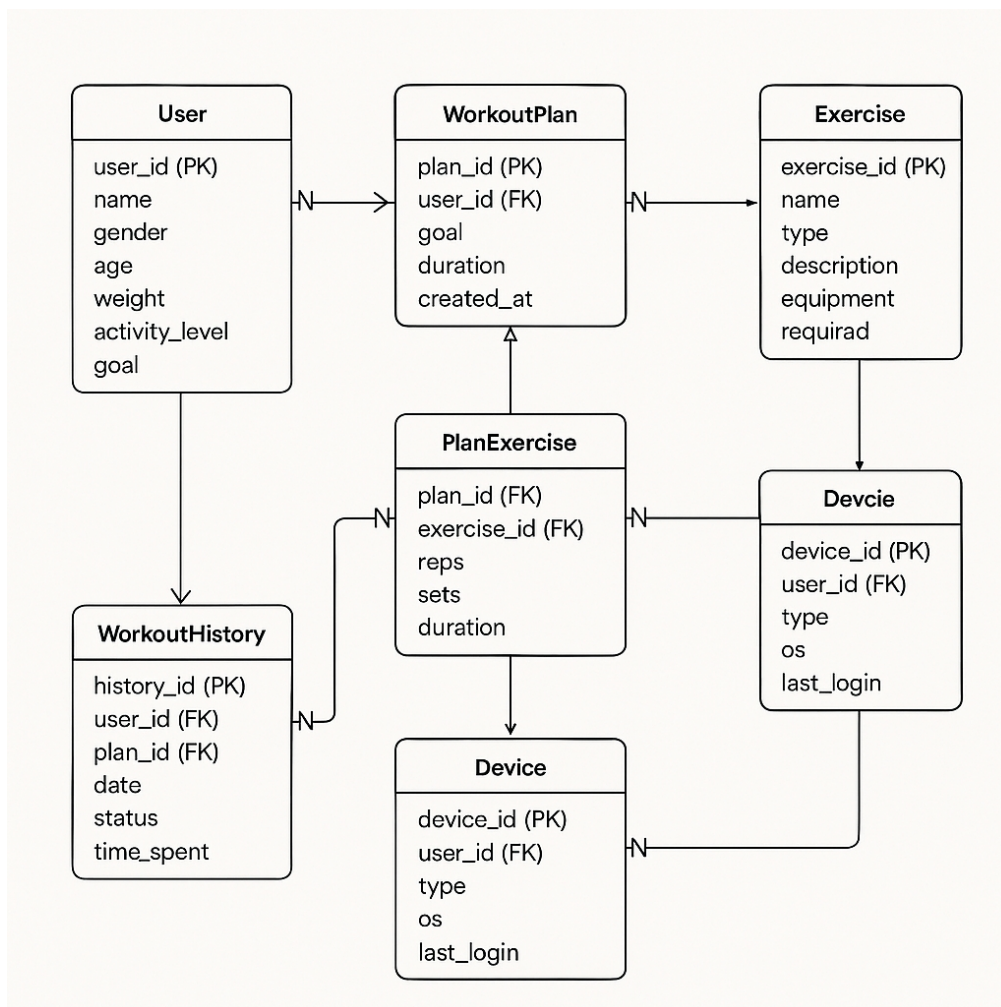 User
user_id (PK)
name
gender
age
weight
activity_level
goal
N
WorkoutPlan
plan_id (PK)
user_id (FK)
goal
duration
created_at
N
Exercise
exercise_id (PK)
name
type
description
equipment
requirad
PlanExercise
plan_id (FK)
exercise_id (FK)
reps
sets
duration
N
N
Devcie
device_id (PK)
user_id (FK)
type
os
last_login
WorkoutHistory
history_id (PK)
user_id (FK)
plan_id (FK)
date
status
time_spent
N
Device
device_id (PK)
user_id (FK)
type
os
last_login
N